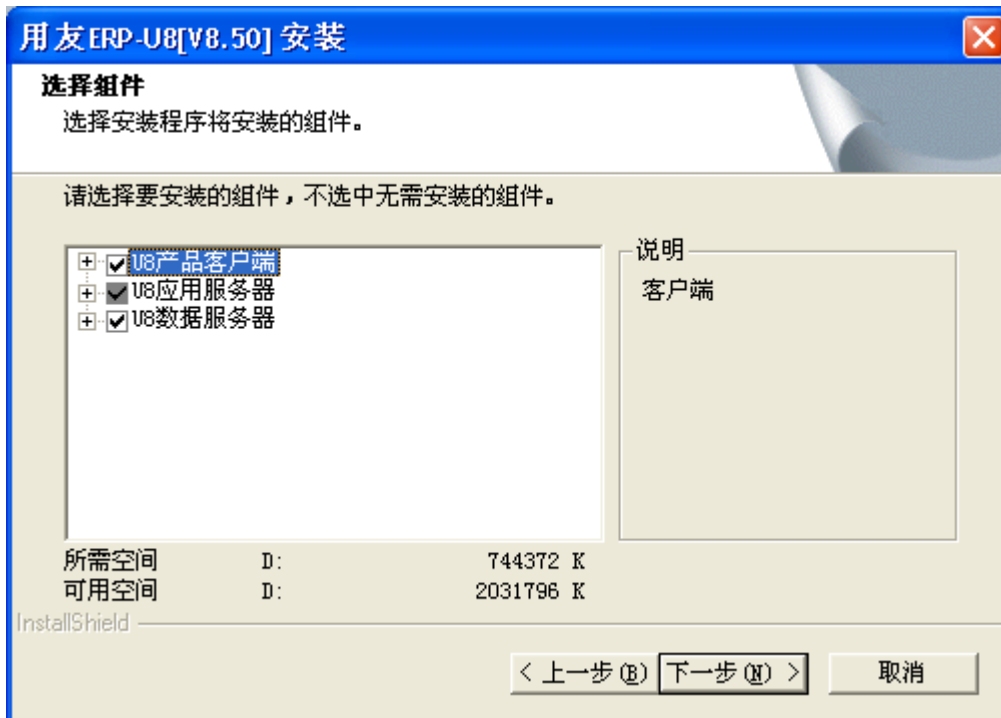 用友ERP-U8[V8.50] 安装
选择组件
选择安装程序将安装的组件。
请选择要安装的组件，不选中无需安装的组件。
U8产品客户端
U8应用服务器
U8数据服务器
说明
客户端
所需空间 D: 744372 K
可用空间 D: 2031796 K
InstallShield
< 上一步(B) 下一步(N) > 取消